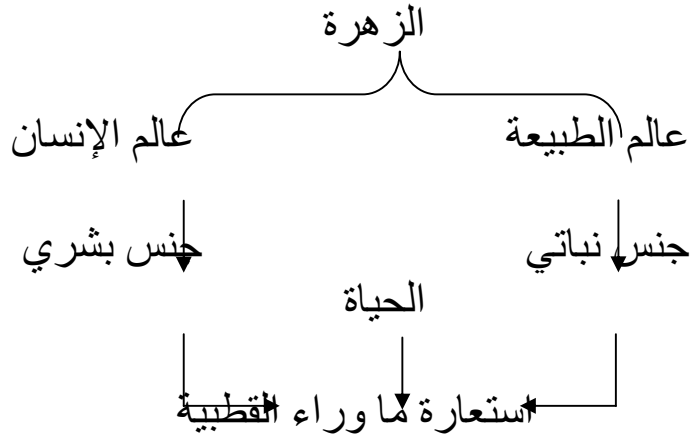 الزهرة
عالم الطبيعة عالم الإنسان
جنس نباتي جنس بشري
الحياة
استعارة ما وراء القطبية